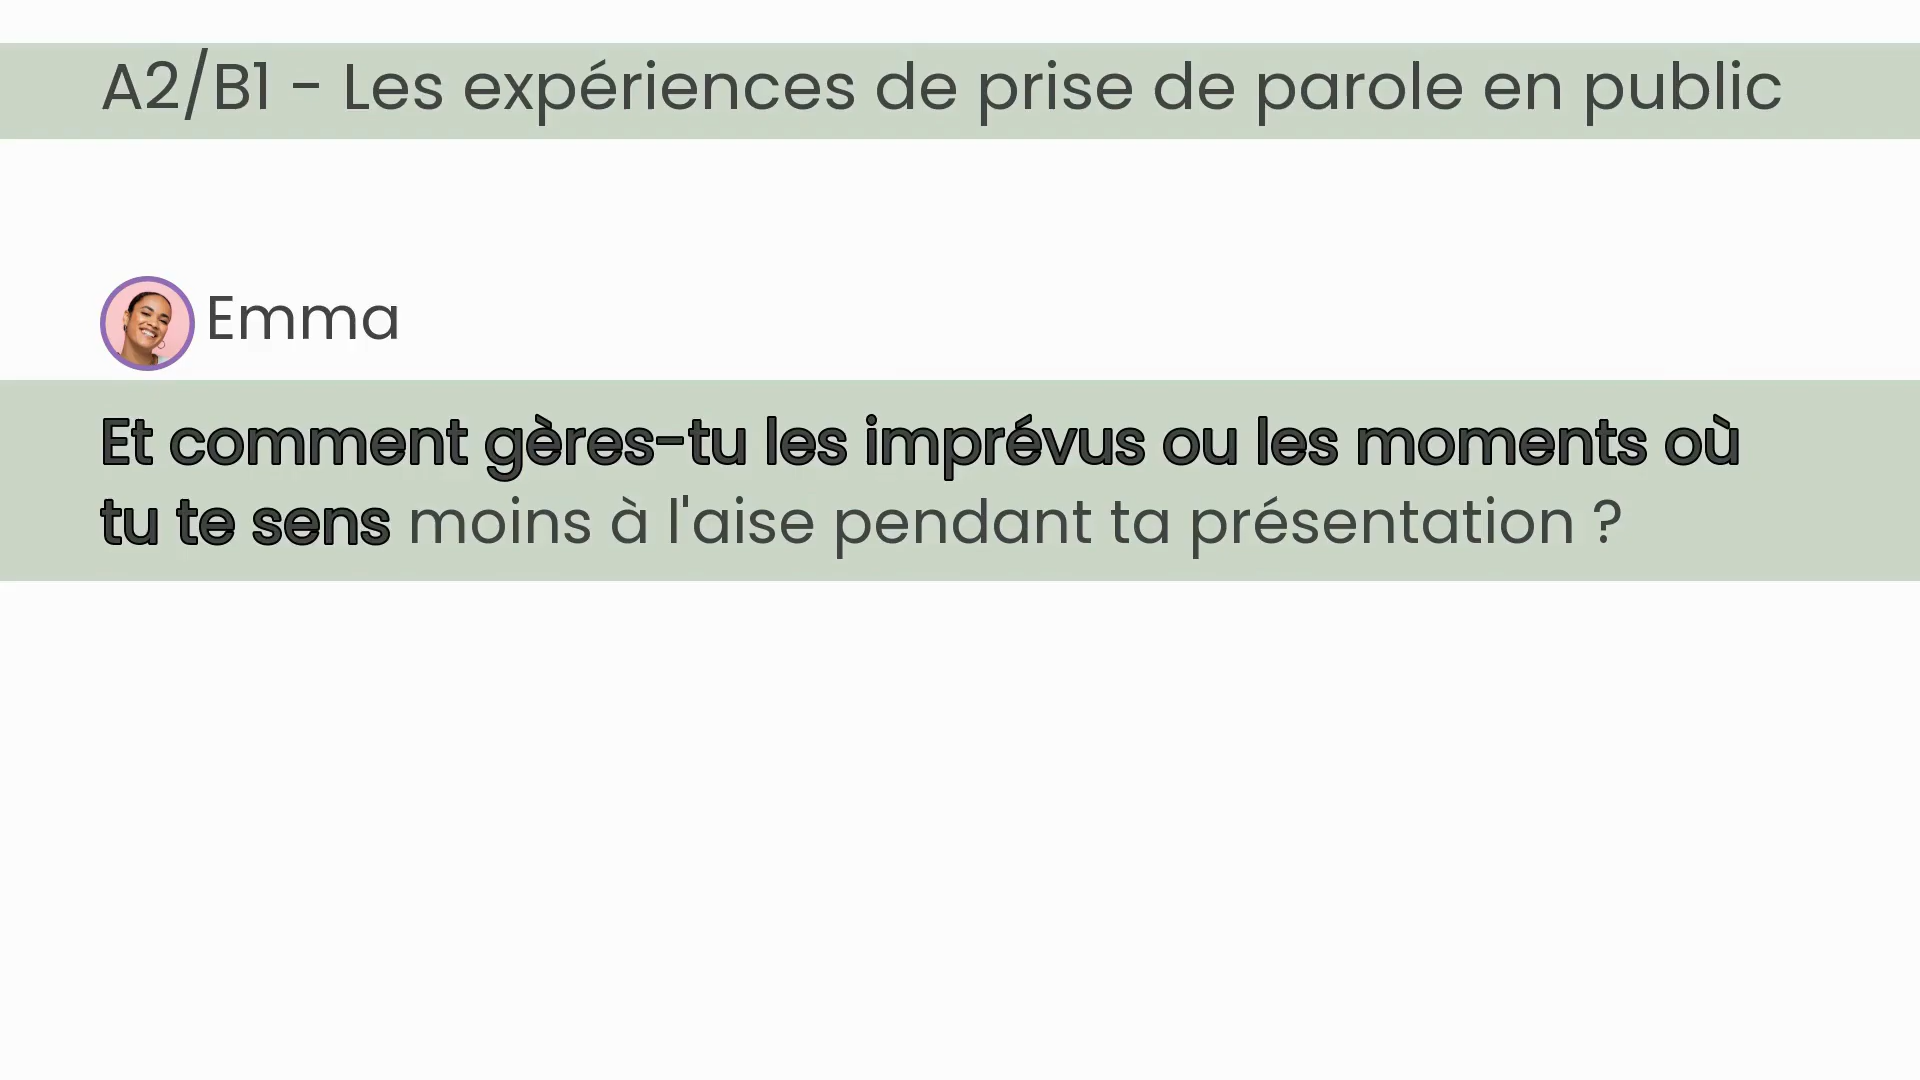 A2/B1 - Les expériences de prise de parole en public
Emma
Et comment gères-tu les imprévus ou les moments où
tu te sens moins à l'aise pendant ta présentation ?